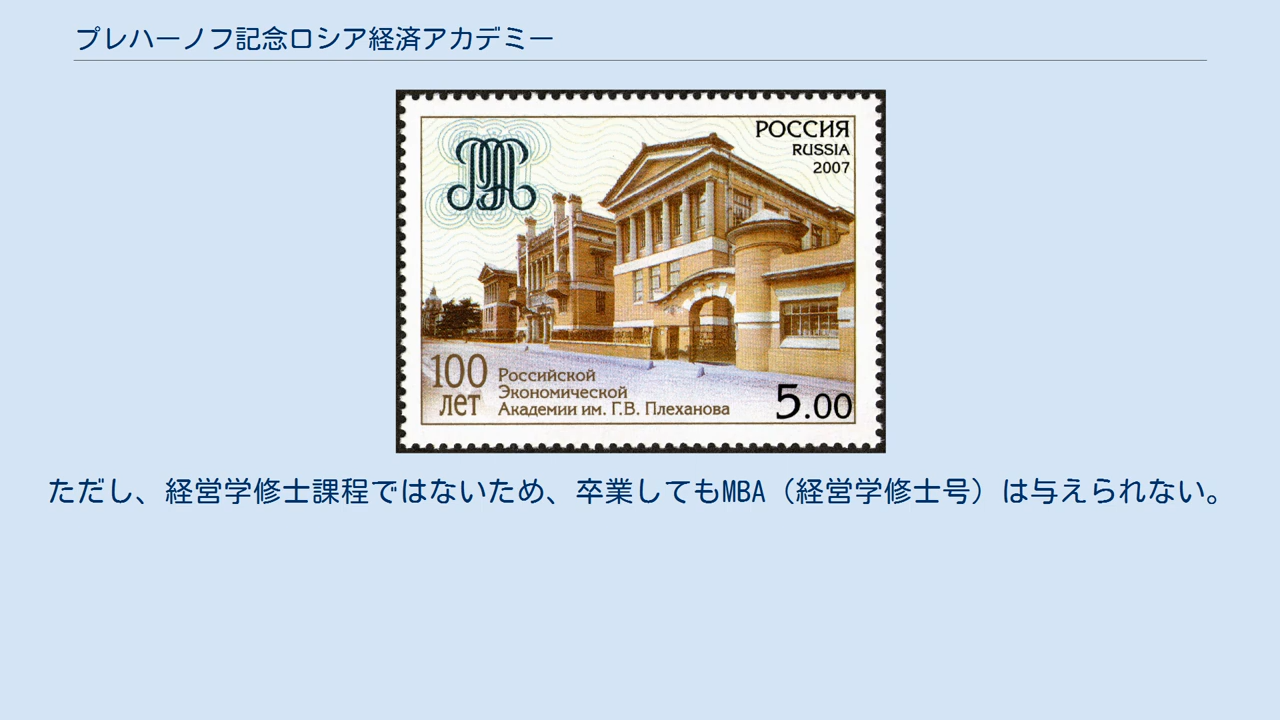 プレハーノフ記念ロシア経済アカデミー
РОССИЯ
RUSSIA
2007
100
лет
Российской
Экономической
Академии им. Г.В. Плеханова
5.00
ただし、経営学修士課程ではないため、卒業してもMBA（経営学修士号）は与えられない。